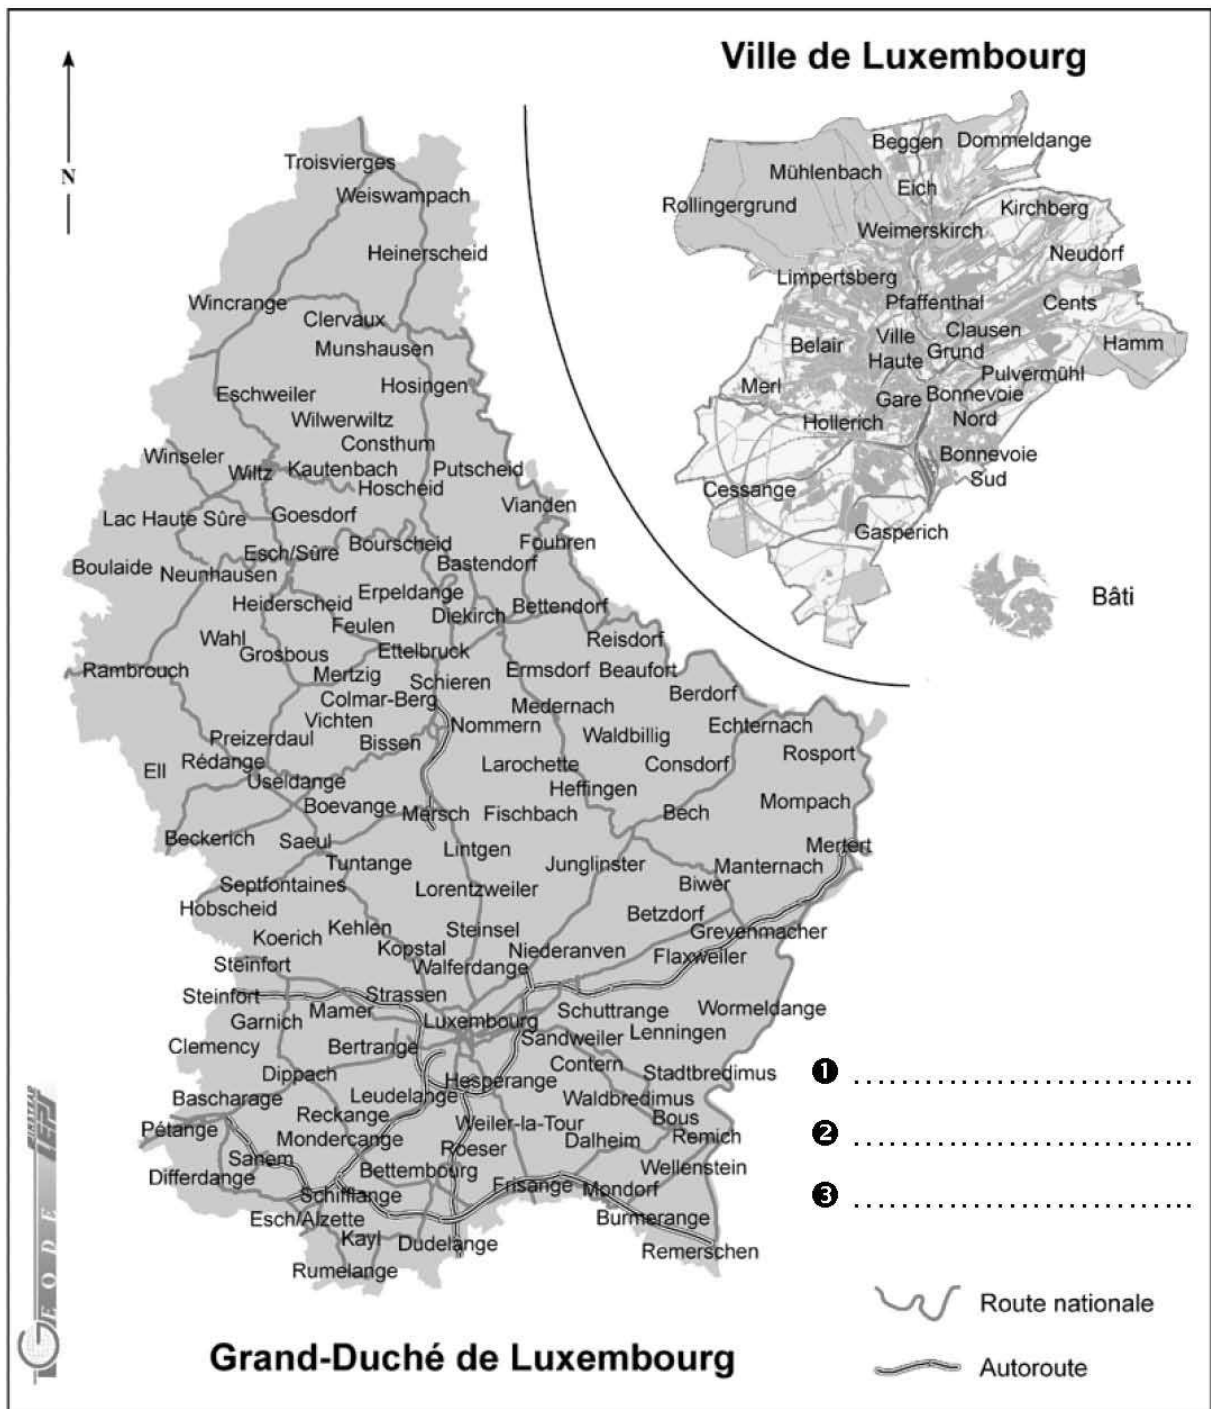 Ville de Luxembourg
N
Beggen
Dommeldange
Mühlenbach
Eich
Rollingergrund
Kirchberg
Weimerskirch
Neudorf
Limpertsberg
Pfaffenthal
Cents
Clausen
Ville
Haute
Belair
Grund
Hamm
Pulvermühl
Merl
Gare
Bonnevoie
Nord
Hollerich
Bonnevoie
Sud
Cessange
Gasperich
Bâti
Troisvierges
Weiswampach
Heinerscheid
Wincrange
Clervaux
Munshausen
Hosingen
Eschweiler
Wilwerwiltz
Consthum
Winseler
Wiltz
Kautenbach
Putscheid
Hoscheid
Vianden
Lac Haute Sûre
Goesdorf
Bourscheid
Fouhren
Esch/Sûre
Bastendorf
Boulaide
Neunhausen
Erpeldange
Heiderscheid
Diekirch
Bettendorf
Feulen
Wahl
Reisdorf
Grosbous
Ettelbruck
Rambrouch
Mertzig
Ermsdorf
Beaufort
Schieren
Colmar-Berg
Berdorf
Medernach
Vichten
Nommern
Echternach
Preizerdaul
Bissen
Waldbillig
Rosport
Rédange
Ell
Larochette
Consdorf
Useldange
Heffingen
Boevange
Mersch
Fischbach
Bech
Mompach
Beckerich
Saeul
Lintgen
Mertert
Tuntange
Junglinster
Manternach
Septfontaines
Lorentzweiler
Biwer
Hobscheid
Betzdorf
Koerich
Kehlen
Steinsel
Grevenmacher
Kopstal
Niederanven
Steinfort
Walferdange
Flaxweiler
Steinfort
Strassen
Mamer
Schuttrange
Wormeldange
Garnich
Luxembourg
Lenningen
Clemency
Bertrange
Sandweiler
Contern
Dippach
Hesperange
Stadtbredimus
Bascharage
Leudelange
Waldbredimus
Reckange
Weiler-la-Tour
Bous
Pétange
Mondercange
Dalheim
Remich
Sanem
Roeser
Differdange
Bettembourg
Wellenstein
Schifflange
Frisange
Mondorf
Esch/Alzette
Burmerange
Kayl
Dudelange
Remerschen
Rumelange
❶ ..............................
❷ ..............................
❸ ..............................
Route nationale
Autoroute
Grand-Duché de Luxembourg
GEODE
CEPS